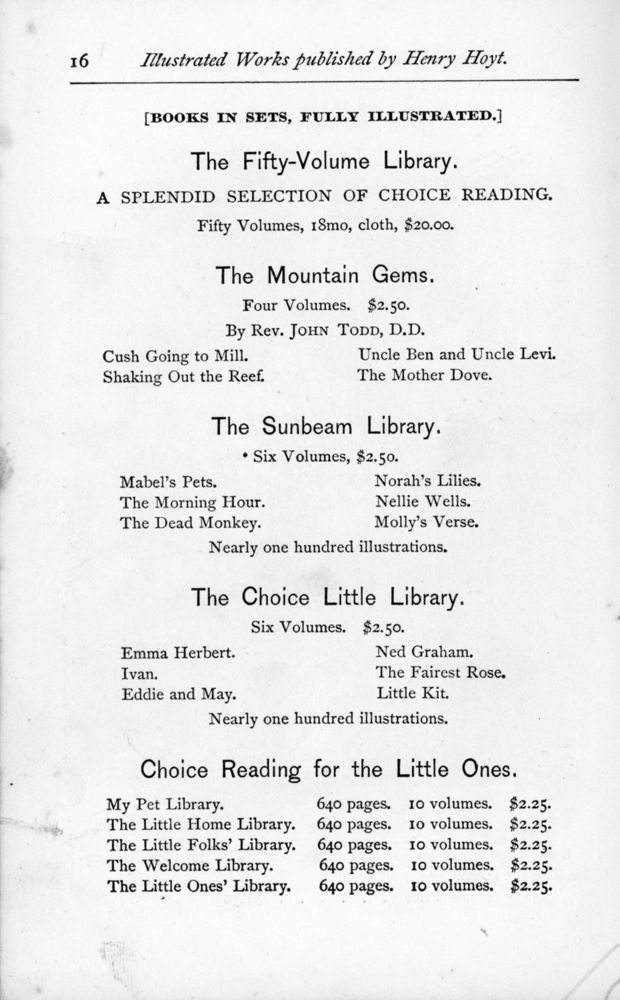 16 Illustrated Works published by Henry Hoyt.
[BOOKS IN SETS, FULLY ILLUSTRATED.]
The Fifty-Volume Library.
A SPLENDID SELECTION OF CHOICE READING.
Fifty Volumes, 18mo, cloth, $20.00.
The Mountain Gems.
Four Volumes. $2.50.
By Rev. JOHN TODD, D.D.
Cush Going to Mill. Uncle Ben and Uncle Levi.
Shaking Out the Reef. The Mother Dove.
The Sunbeam Library.
Six Volumes, $2.50.
Mabel's Pets. Norah's Lilies.
The Morning Hour. Nellie Wells.
The Dead Monkey. Molly's Verse.
Nearly one hundred illustrations.
The Choice Little Library.
Six Volumes. $2.50.
Emma Herbert. Ned Graham.
Ivan. The Fairest Rose.
Eddie and May. Little Kit.
Nearly one hundred illustrations.
Choice Reading for the Little Ones.
My Pet Library. 640 pages. 10 volumes. $2.25.
The Little Home Library. 640 pages. 10 volumes. $2.25.
The Little Folks' Library. 640 pages. 10 volumes. $2.25.
The Welcome Library. 640 pages. 10 volumes. $2.25.
The Little Ones' Library. 640 pages. 10 volumes. $2.25.